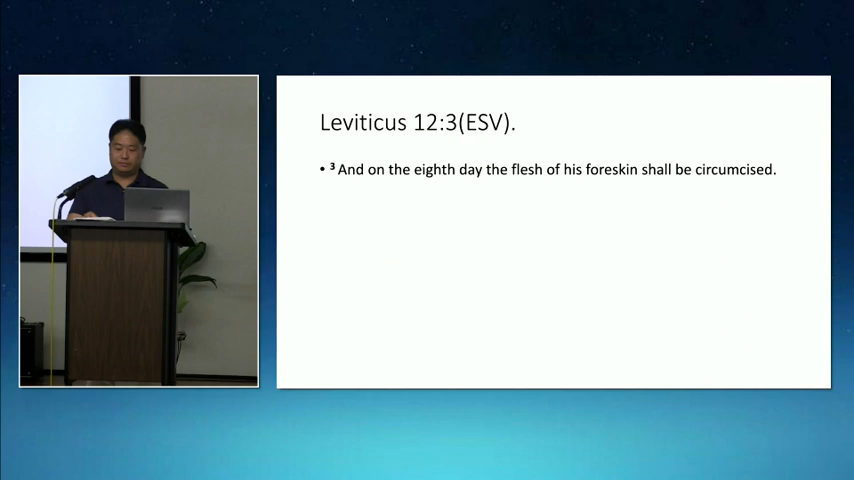 Leviticus 12:3(ESV).
• ³ And on the eighth day the flesh of his foreskin shall be circumcised.